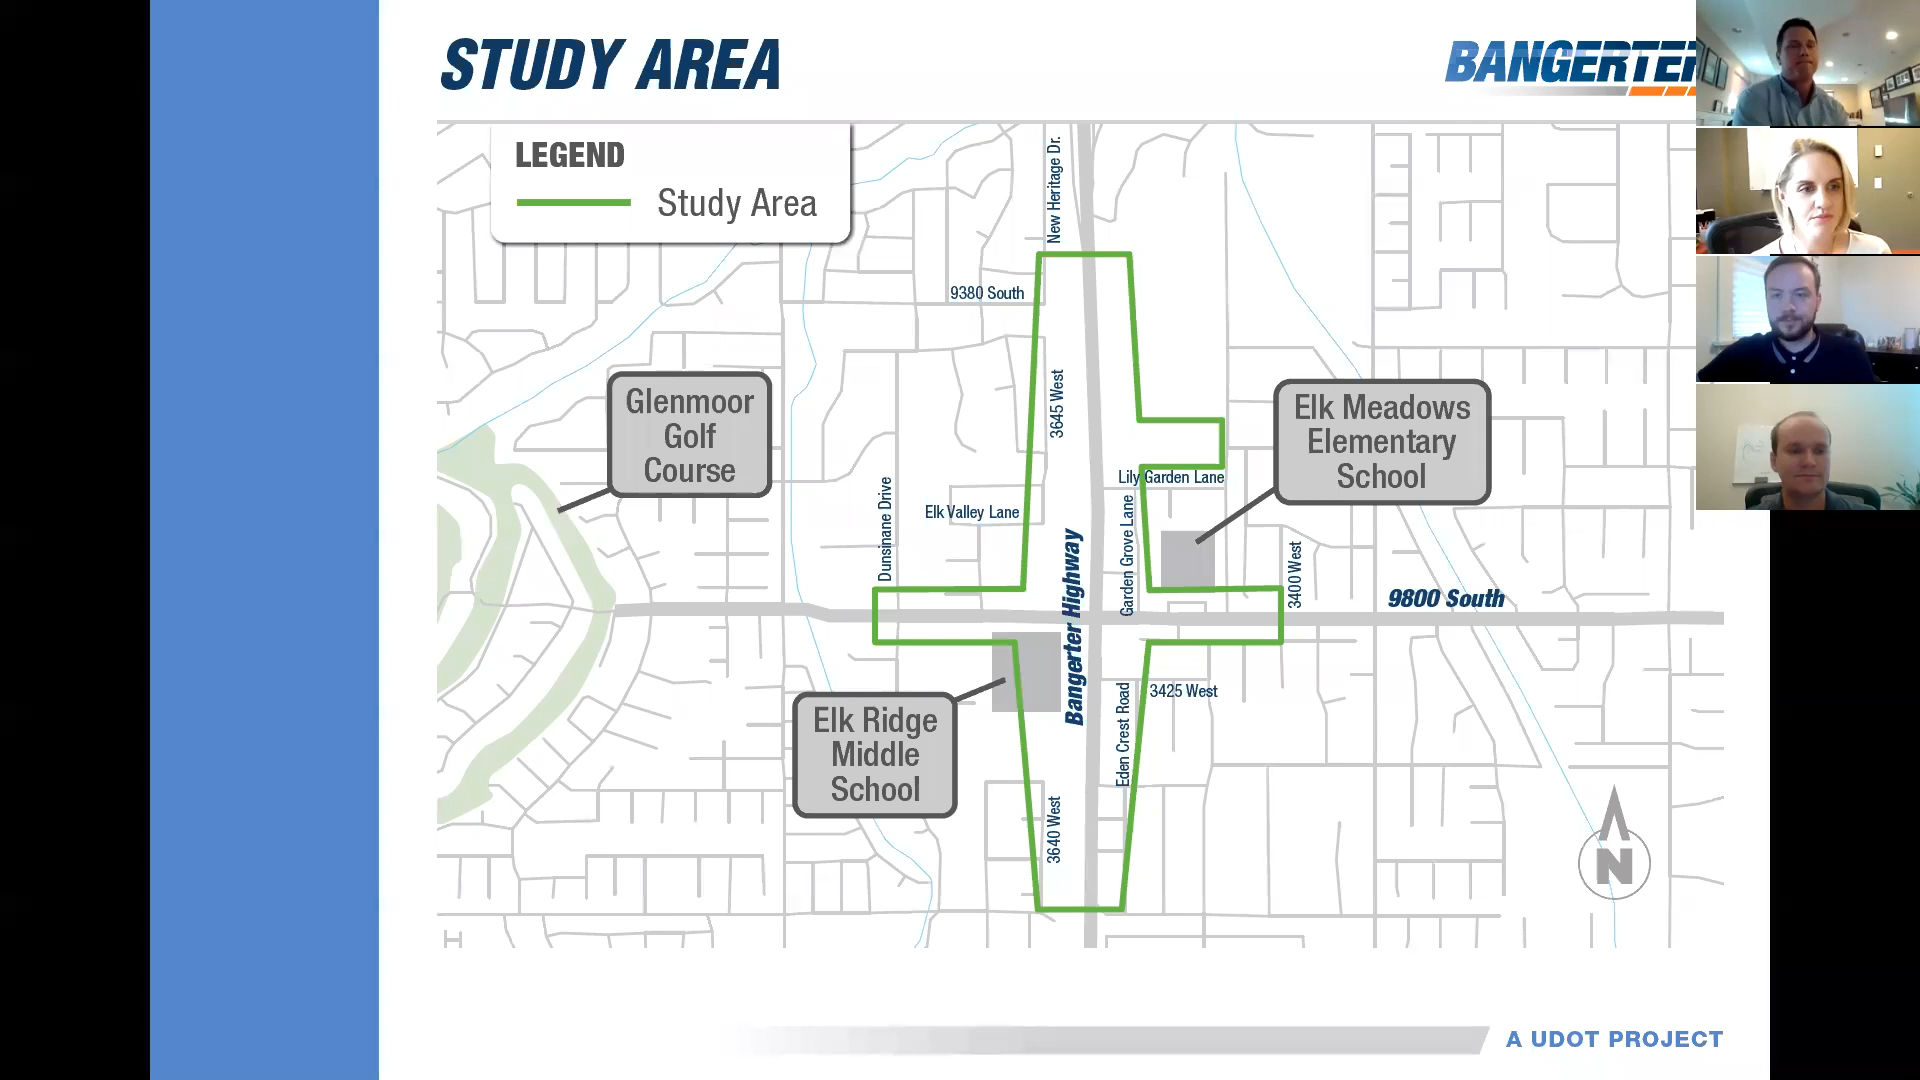 STUDY AREA
BANGERTER
LEGEND
Study Area
New Heritage Dr.
9380 South
3645 West
Glenmoor
Golf
Course
Elk Meadows
Elementary
School
Lily Garden Lane
Dunsinane Drive
Elk Valley Lane
Garden Grove Lane
3400 West
Bangerter Highway
9800 South
Elk Ridge
Middle
School
Eden Crest Road
3425 West
3640 West
N
A UDOT PROJECT